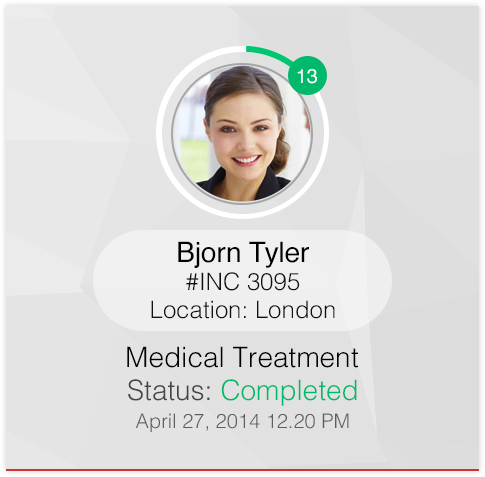 13
Bjorn Tyler
#INC 3095
Location: London
Medical Treatment
Status: Completed
April 27, 2014 12.20 PM